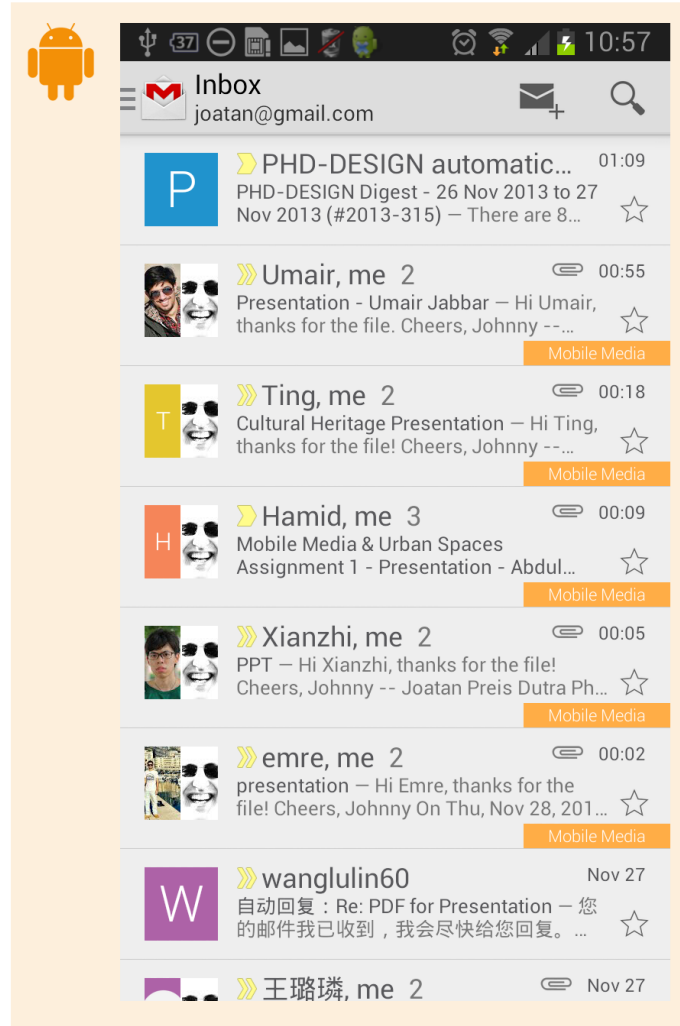 37
10:57
Inbox
joatan@gmail.com
P
PHD-DESIGN automatic...
01:09
PHD-DESIGN Digest - 26 Nov 2013 to 27
Nov 2013 (#2013-315) — There are 8...
Umair, me 2
00:55
Presentation - Umair Jabbar — Hi Umair,
thanks for the file. Cheers, Johnny --...
Mobile Media
T
Ting, me 2
00:18
Cultural Heritage Presentation — Hi Ting,
thanks for the file! Cheers, Johnny --...
Mobile Media
H
Hamid, me 3
00:09
Mobile Media & Urban Spaces
Assignment 1 - Presentation - Abdul...
Mobile Media
Xianzhi, me 2
00:05
PPT — Hi Xianzhi, thanks for the file!
Cheers, Johnny -- Joatan Preis Dutra Ph...
Mobile Media
emre, me 2
00:02
presentation — Hi Emre, thanks for the
file! Cheers, Johnny On Thu, Nov 28, 201...
Mobile Media
W
wanglulin60
Nov 27
自动回复：Re: PDF for Presentation — 您
的邮件我已收到，我会尽快给您回复。...
王璐璘, me 2
Nov 27